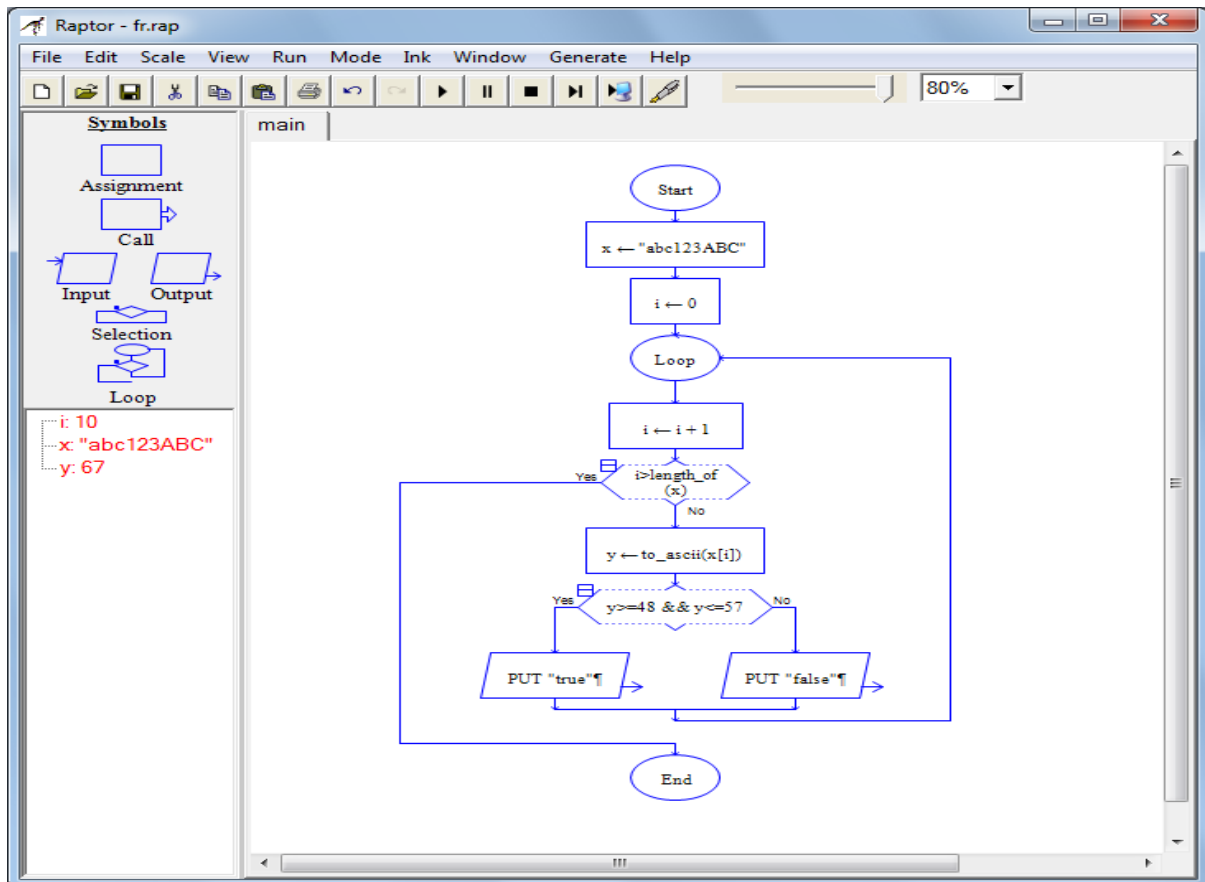 Raptor - fr.rap
File Edit Scale View Run Mode Ink Window Generate Help
80%
Symbols
Assignment
Call
Input Output
Selection
Loop
i: 10
x: "abc123ABC"
y: 67
main
Start
x ← "abc123ABC"
i ← 0
Loop
i ← i + 1
Yes
i>length_of
(x)
No
y ← to_ascii(x[i])
Yes
y>=48 && y<=57
No
PUT "true"¶
PUT "false"¶
End